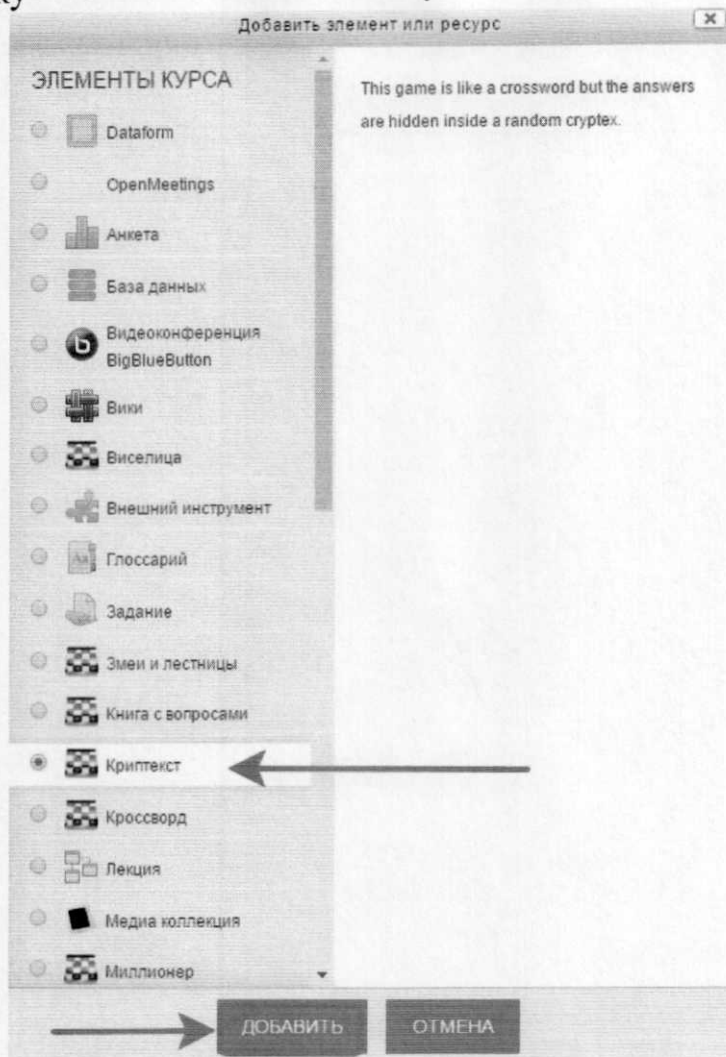 Добавить элемент или ресурс
ЭЛЕМЕНТЫ КУРСА
Dataform
OpenMeetings
Анкета
База данных
Видеоконференция
BigBlueButton
Вики
Виселица
Внешний инструмент
Глоссарий
Задание
Змеи и лестницы
Книга с вопросами
Криптекст
Кроссворд
Лекция
Медиа коллекция
Миллионер
This game is like a crossword but the answers
are hidden inside a random cryptex.
ДОБАВИТЬ
ОТМЕНА